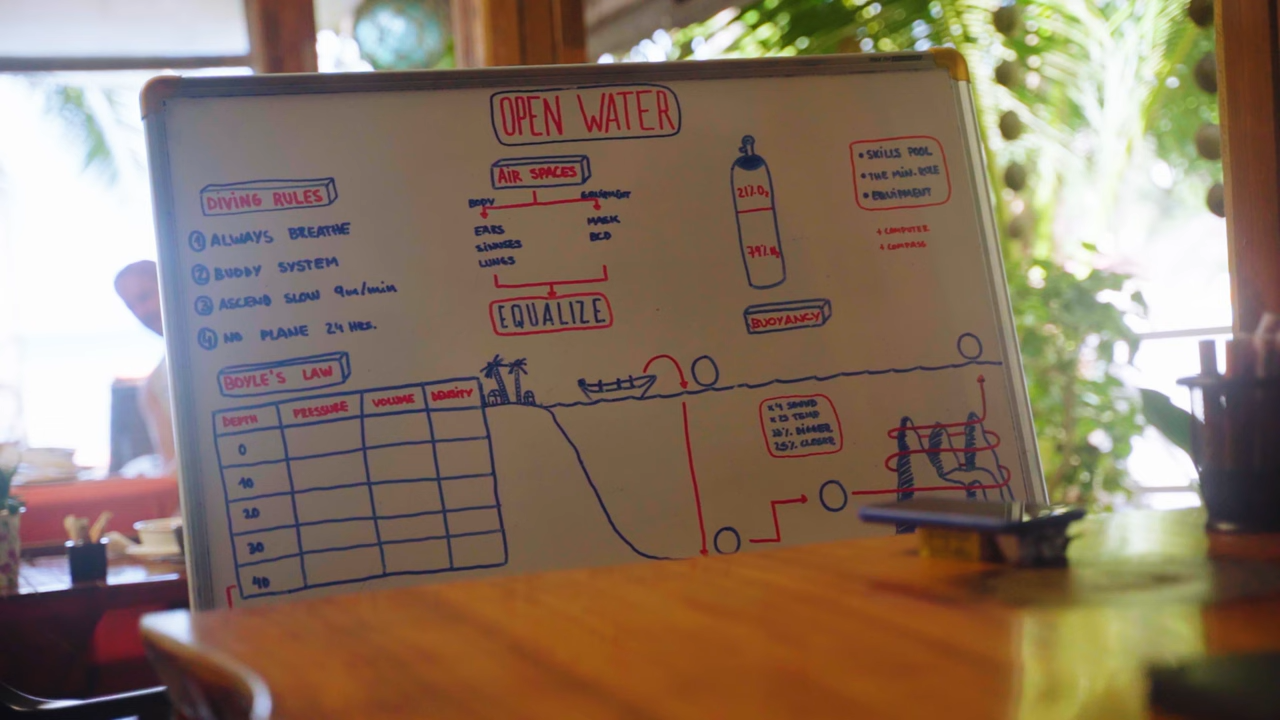 OPEN WATER
DIVING RULES
① ALWAYS BREATHE
② BUDDY SYSTEM
③ ASCEND SLOW 9m/min
④ NO PLANE 24 HRS.
AIR SPACES
BODY EQUIPMENT
EARS MASK
SINUSES BCD
LUNGS
EQUALIZE
21% O₂
79% N₂
BUOYANCY
• SKILLS POOL
• THE MIN. RULE
• EQUIPMENT
+ COMPUTER
+ COMPASS
BOYLE'S LAW
DEPTH PRESSURE VOLUME DENSITY
0
10
20
30
40
x4 SOUND
x25 TEMP
33% BIGGER
25% CLOSER